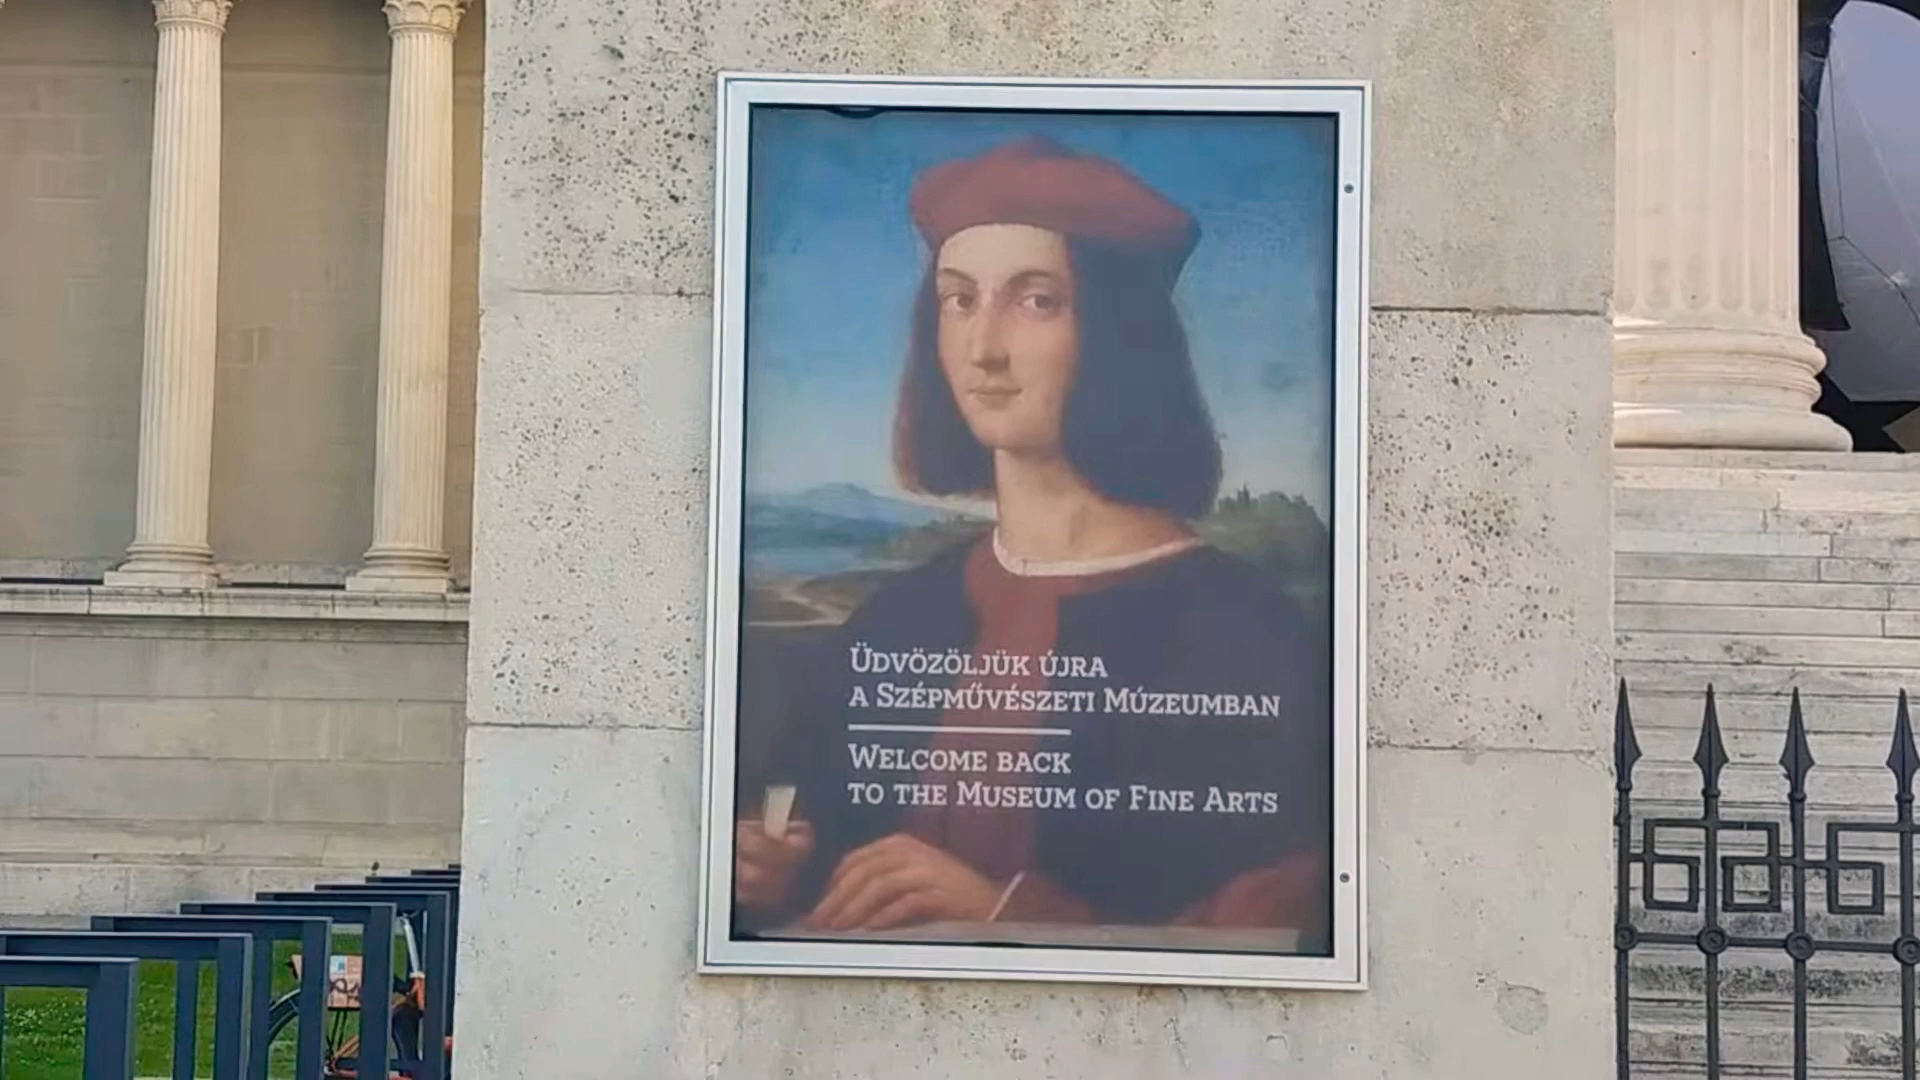 Üdvözöljük újra
a Szépművészeti Múzeumban
Welcome back
to the Museum of Fine Arts